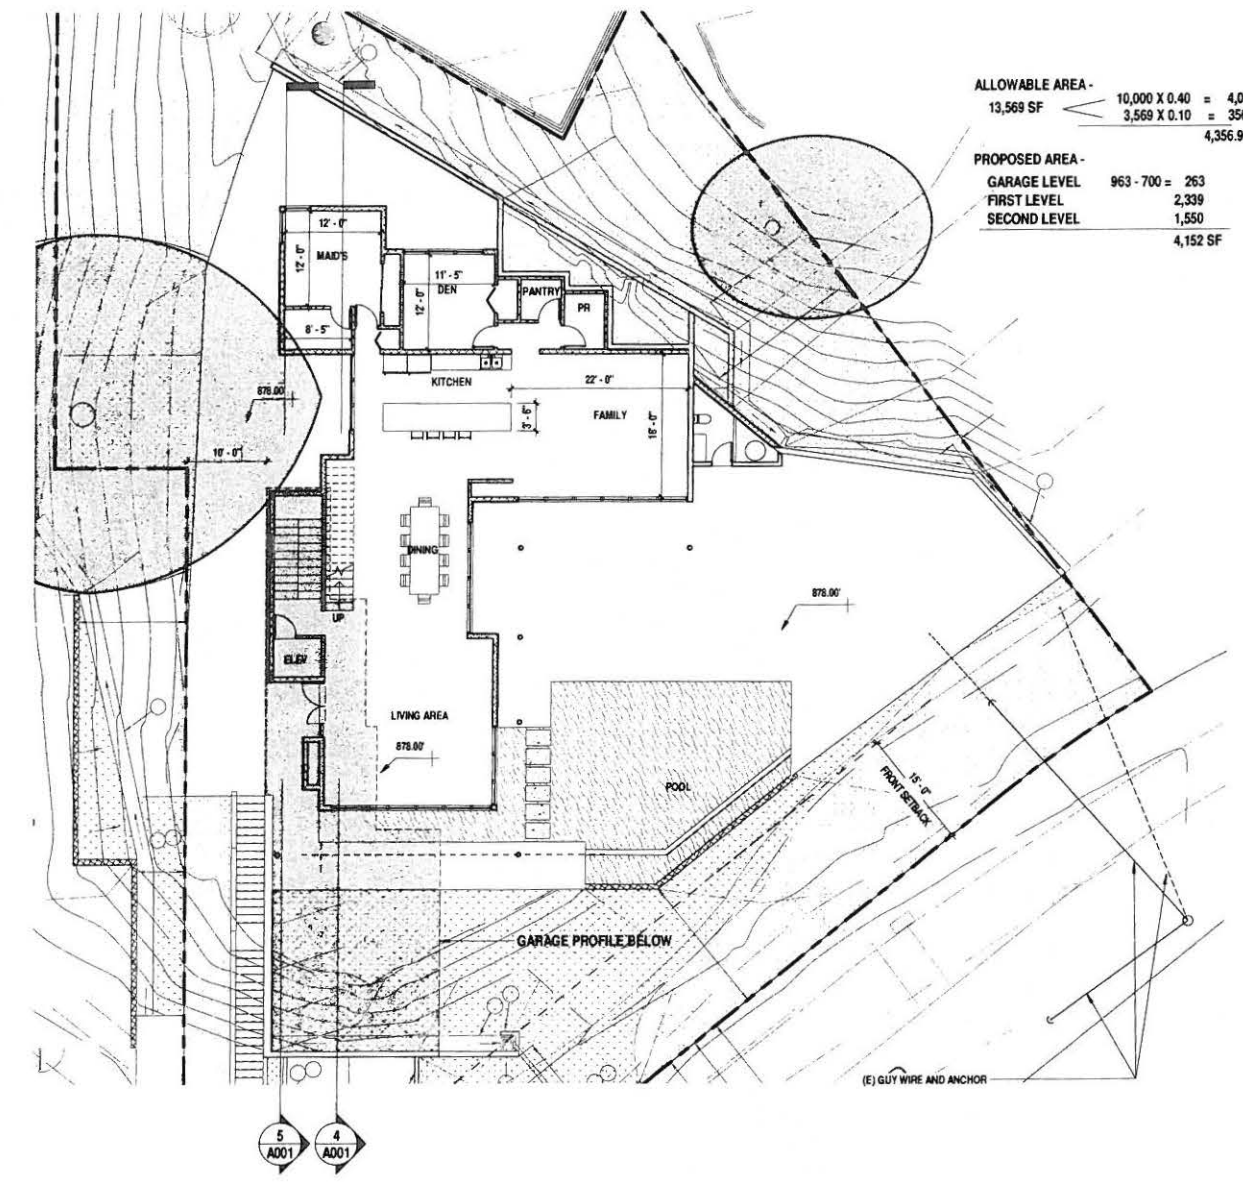 ALLOWABLE AREA -
13,569 SF
10,000 X 0.40 = 4,0
3,569 X 0.10 = 356
4,356.9
PROPOSED AREA -
GARAGE LEVEL 963 - 700 = 263
FIRST LEVEL 2,339
SECOND LEVEL 1,550
4,152 SF
12' - 0"
MAID'S
12' - 0"
8' - 5"
11' - 5"
DEN
12' - 0"
PANTRY
PR
KITCHEN
22' - 0"
FAMILY
3' - 6"
16' - 0"
878.00'
10' - 0"
DINING
UP
ELEV
878.00'
LIVING AREA
878.00'
POOL
15' - 0"
FRONT SETBACK
GARAGE PROFILE BELOW
(E) GUY WIRE AND ANCHOR
5
A001
4
A001